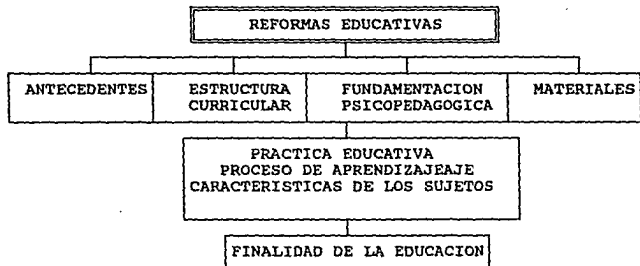 REFORMAS EDUCATIVAS
ANTECEDENTES
ESTRUCTURA
CURRICULAR
FUNDAMENTACION
PSICOPEDAGOGICA
MATERIALES
PRACTICA EDUCATIVA
PROCESO DE APRENDIZAJEAJE
CARACTERISTICAS DE LOS SUJETOS
FINALIDAD DE LA EDUCACION